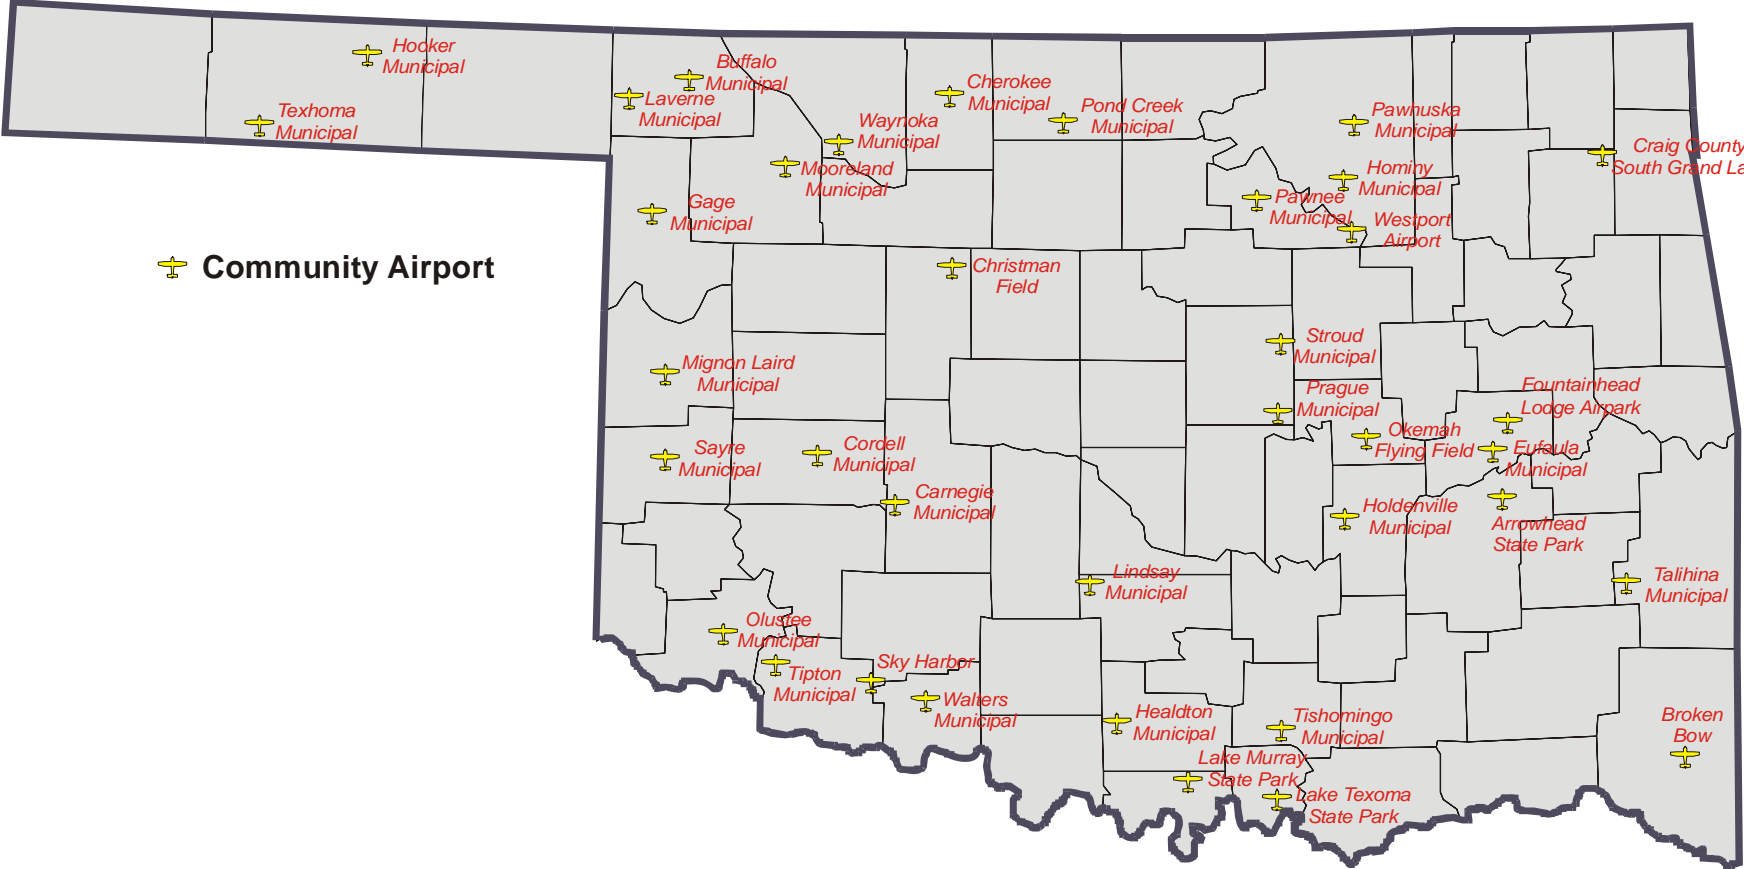 Hooker
Municipal
Texhoma
Municipal
Buffalo
Municipal
Laverne
Municipal
Waynoka
Municipal
Mooreland
Municipal
Gage
Municipal
Cherokee
Municipal
Pond Creek
Municipal
Pawnuska
Municipal
Hominy
Municipal
Pawnee
Municipal
Westport
Airport
Craig County
South Grand La
Community Airport
Christman
Field
Stroud
Municipal
Mignon Laird
Municipal
Prague
Municipal
Fountainhead
Lodge Airpark
Okemah
Flying Field
Eufaula
Municipal
Sayre
Municipal
Cordell
Municipal
Carnegie
Municipal
Holdenville
Municipal
Arrowhead
State Park
Lindsay
Municipal
Talihina
Municipal
Olustee
Municipal
Tipton
Municipal
Sky Harbor
Walters
Municipal
Healdton
Municipal
Tishomingo
Municipal
Broken
Bow
Lake Murray
State Park
Lake Texoma
State Park